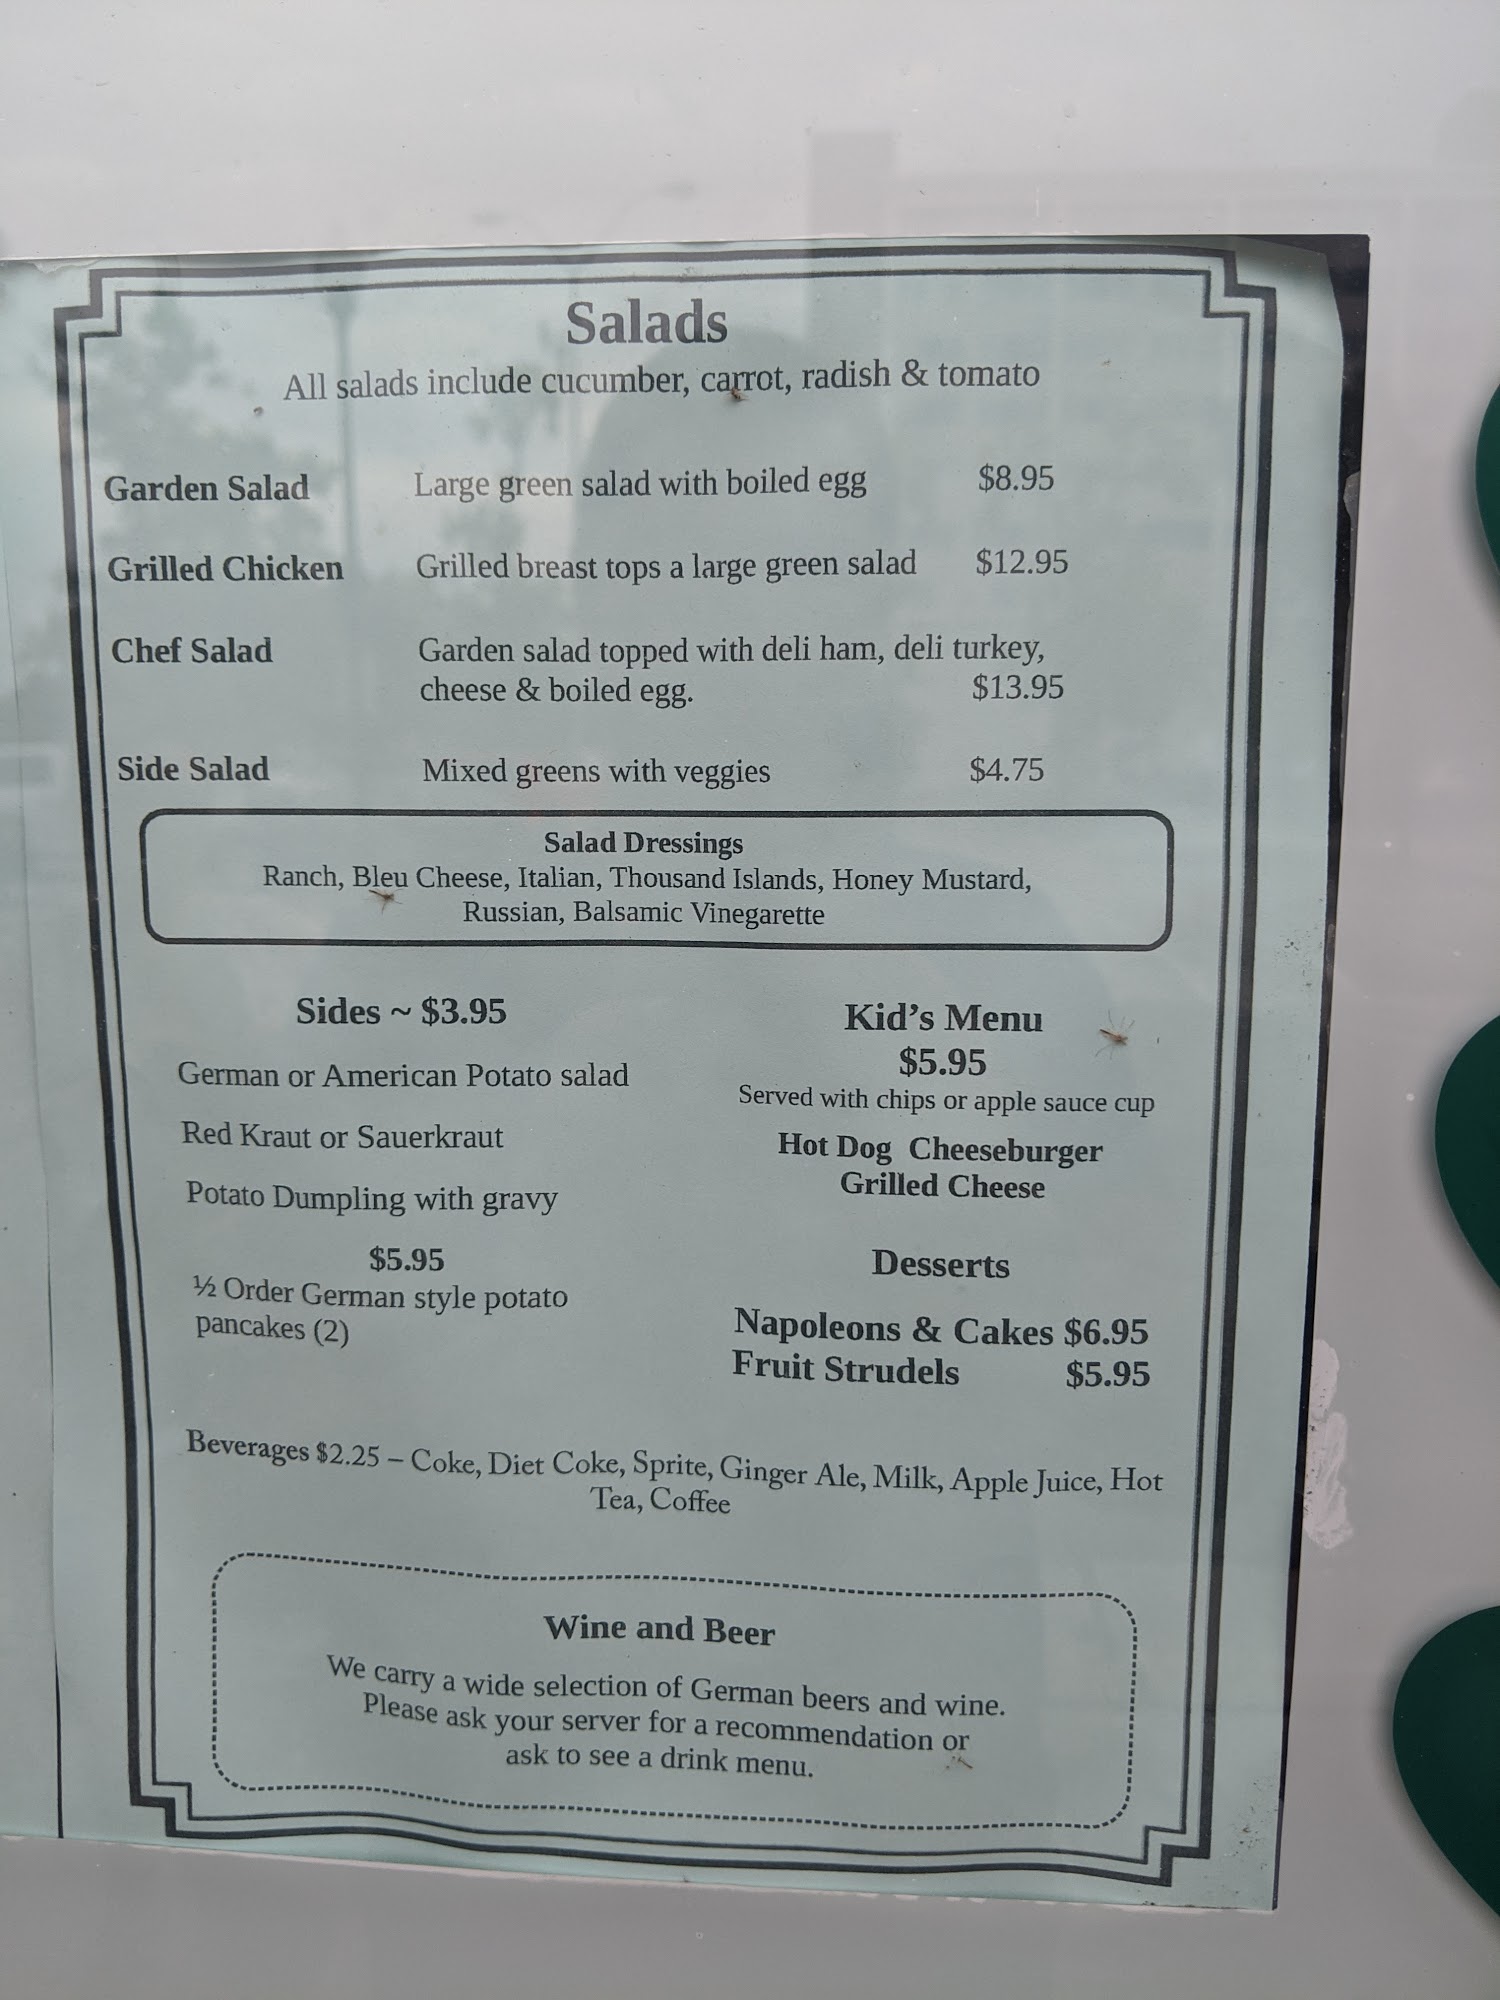 Salads
All salads include cucumber, carrot, radish & tomato
Garden Salad Large green salad with boiled egg $8.95
Grilled Chicken Grilled breast tops a large green salad $12.95
Chef Salad Garden salad topped with deli ham, deli turkey,
cheese & boiled egg. $13.95
Side Salad Mixed greens with veggies $4.75
Salad Dressings
Ranch, Bleu Cheese, Italian, Thousand Islands, Honey Mustard,
Russian, Balsamic Vinegarette
Sides ~ $3.95
German or American Potato salad
Red Kraut or Sauerkraut
Potato Dumpling with gravy
$5.95
½ Order German style potato
pancakes (2)
Kid's Menu
$5.95
Served with chips or apple sauce cup
Hot Dog Cheeseburger
Grilled Cheese
Desserts
Napoleons & Cakes $6.95
Fruit Strudels $5.95
Beverages $2.25 – Coke, Diet Coke, Sprite, Ginger Ale, Milk, Apple Juice, Hot
Tea, Coffee
Wine and Beer
We carry a wide selection of German beers and wine.
Please ask your server for a recommendation or
ask to see a drink menu.